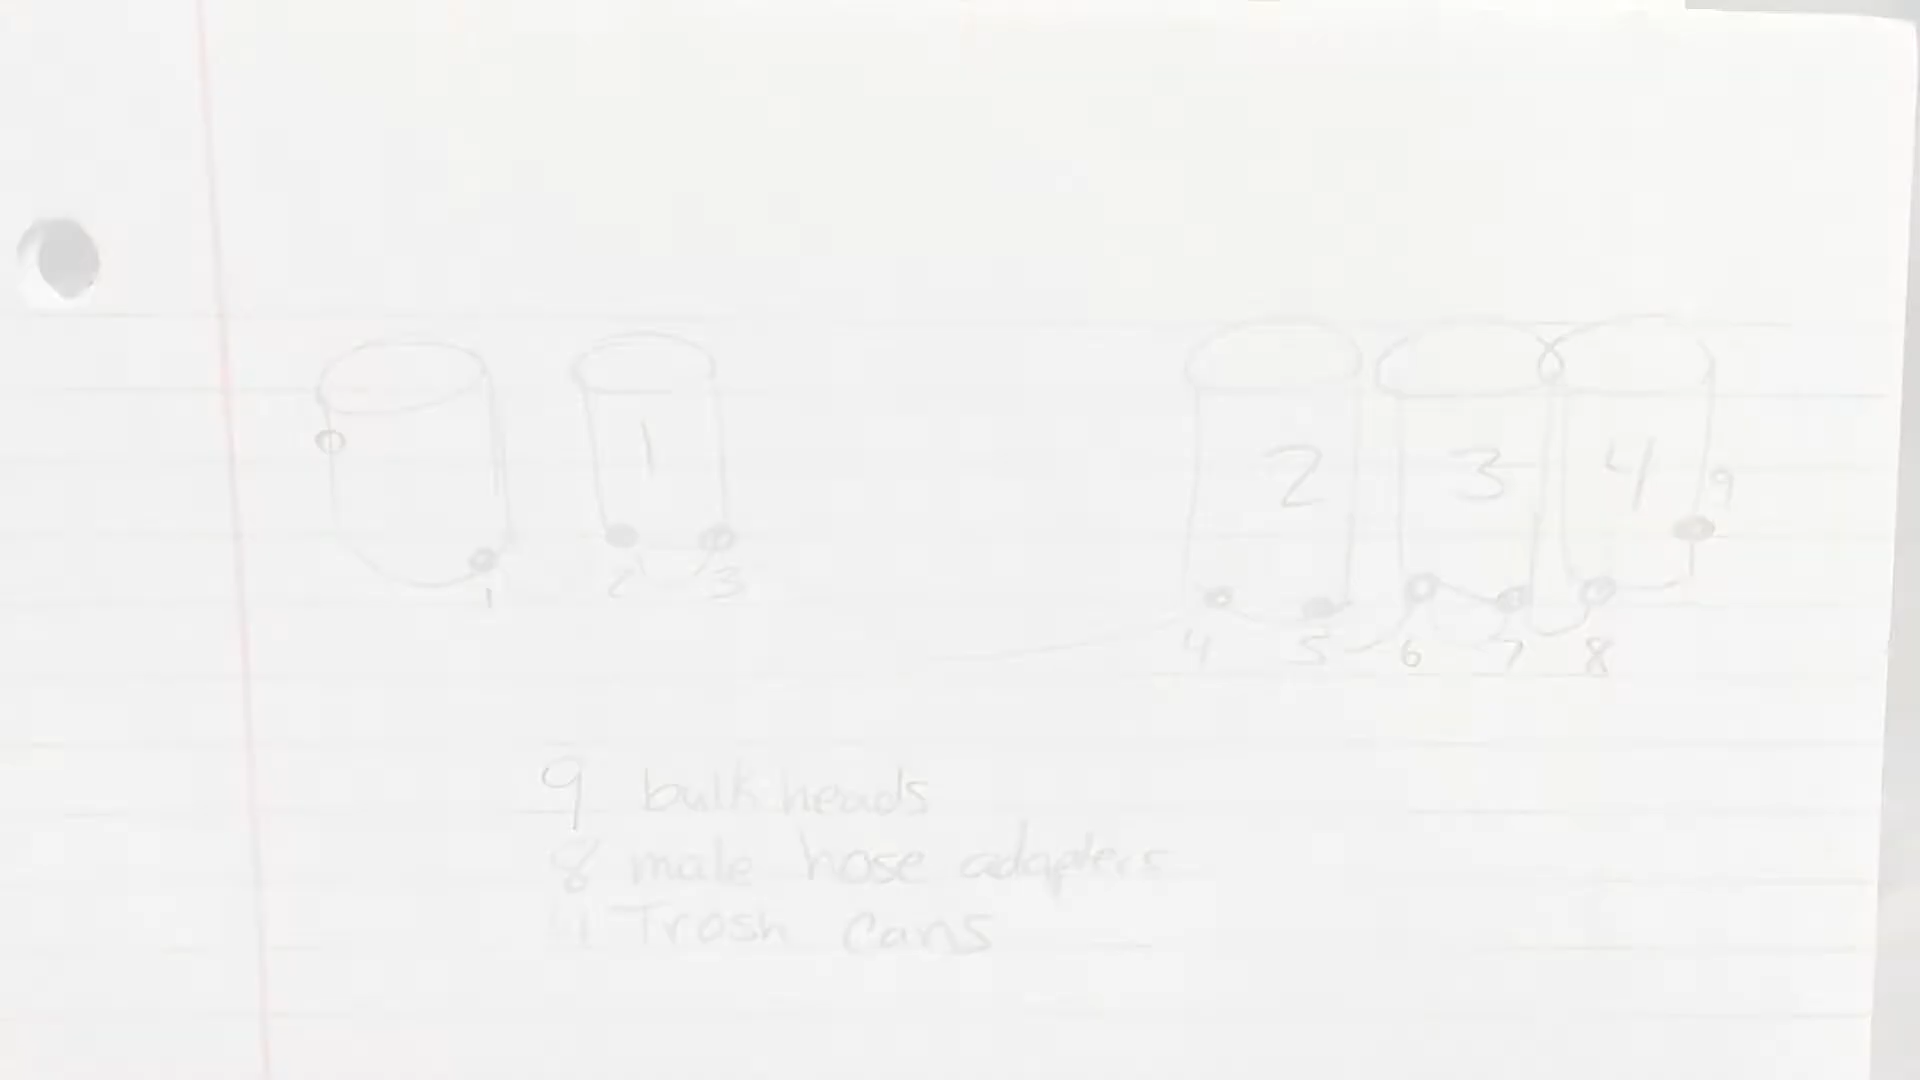 1
2 3 4
9
1 2 3
4 5 6 7 8
9 bulkheads
8 male hose adapters
4 Trash cans